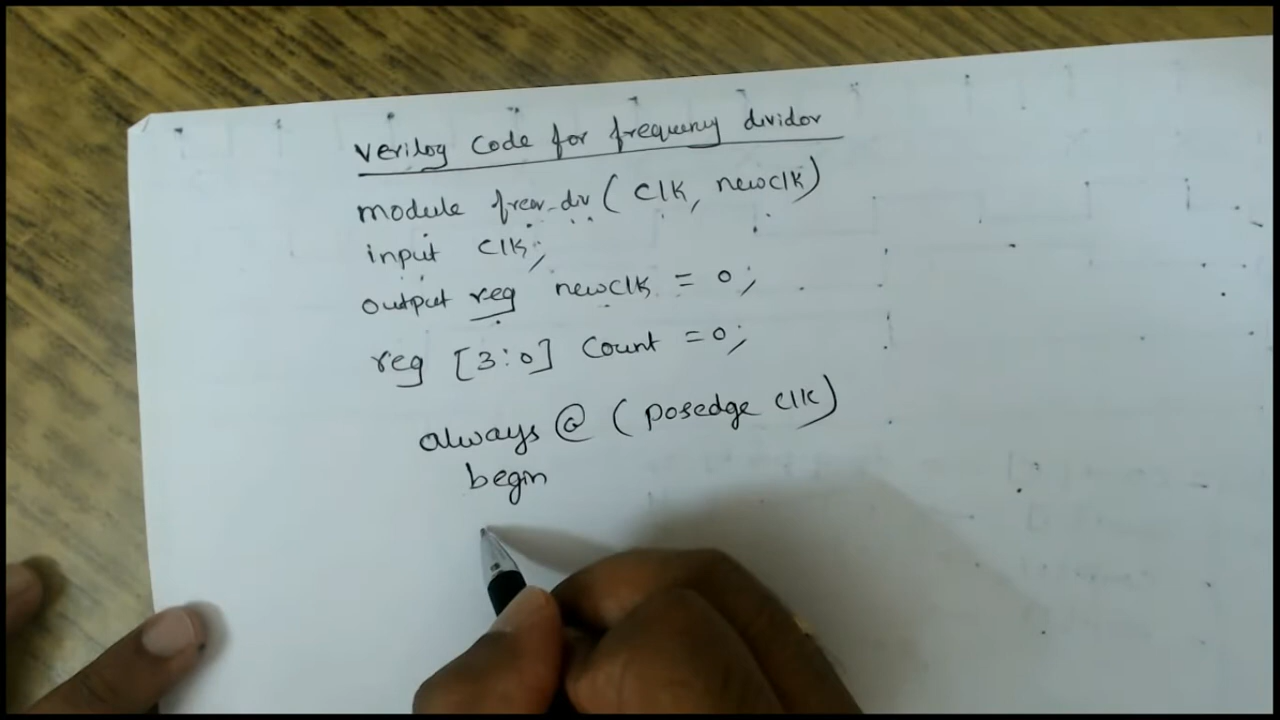 Verilog Code for frequency dividor
module freq_div ( Clk, newclk)
input Clk;
output reg newclk = 0;
reg [3:0] Count =0;
always @ ( posedge Clk)
begin